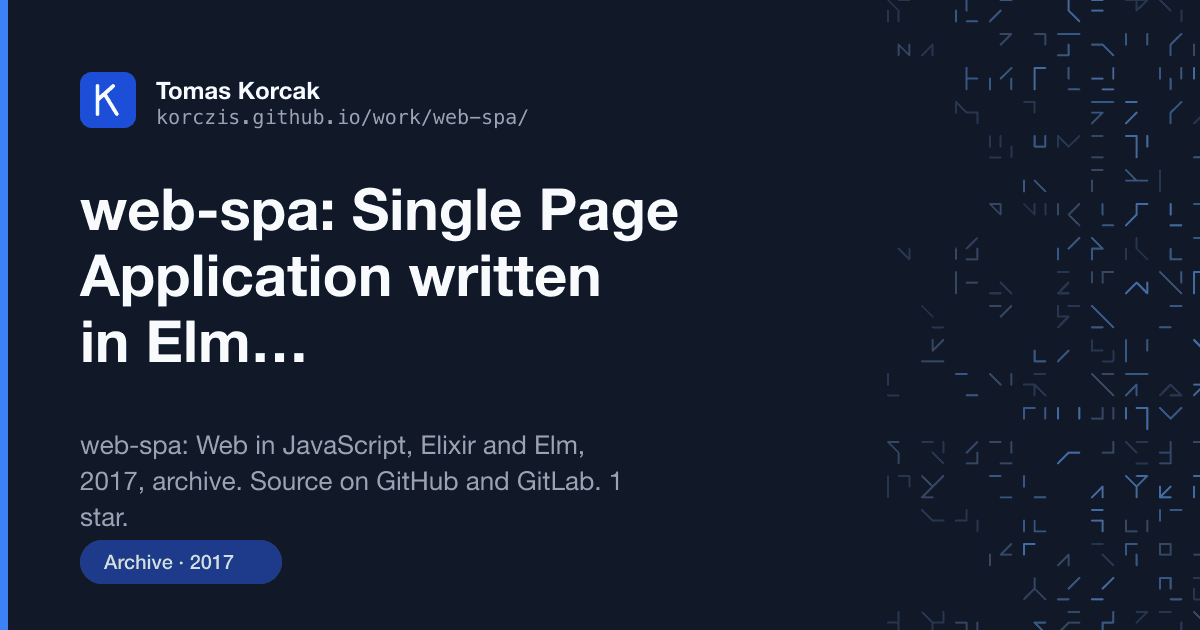 K
Tomas Korcak
korczis.github.io/work/web-spa/
web-spa: Single Page
Application written
in Elm...
web-spa: Web in JavaScript, Elixir and Elm,
2017, archive. Source on GitHub and GitLab. 1
star.
Archive · 2017